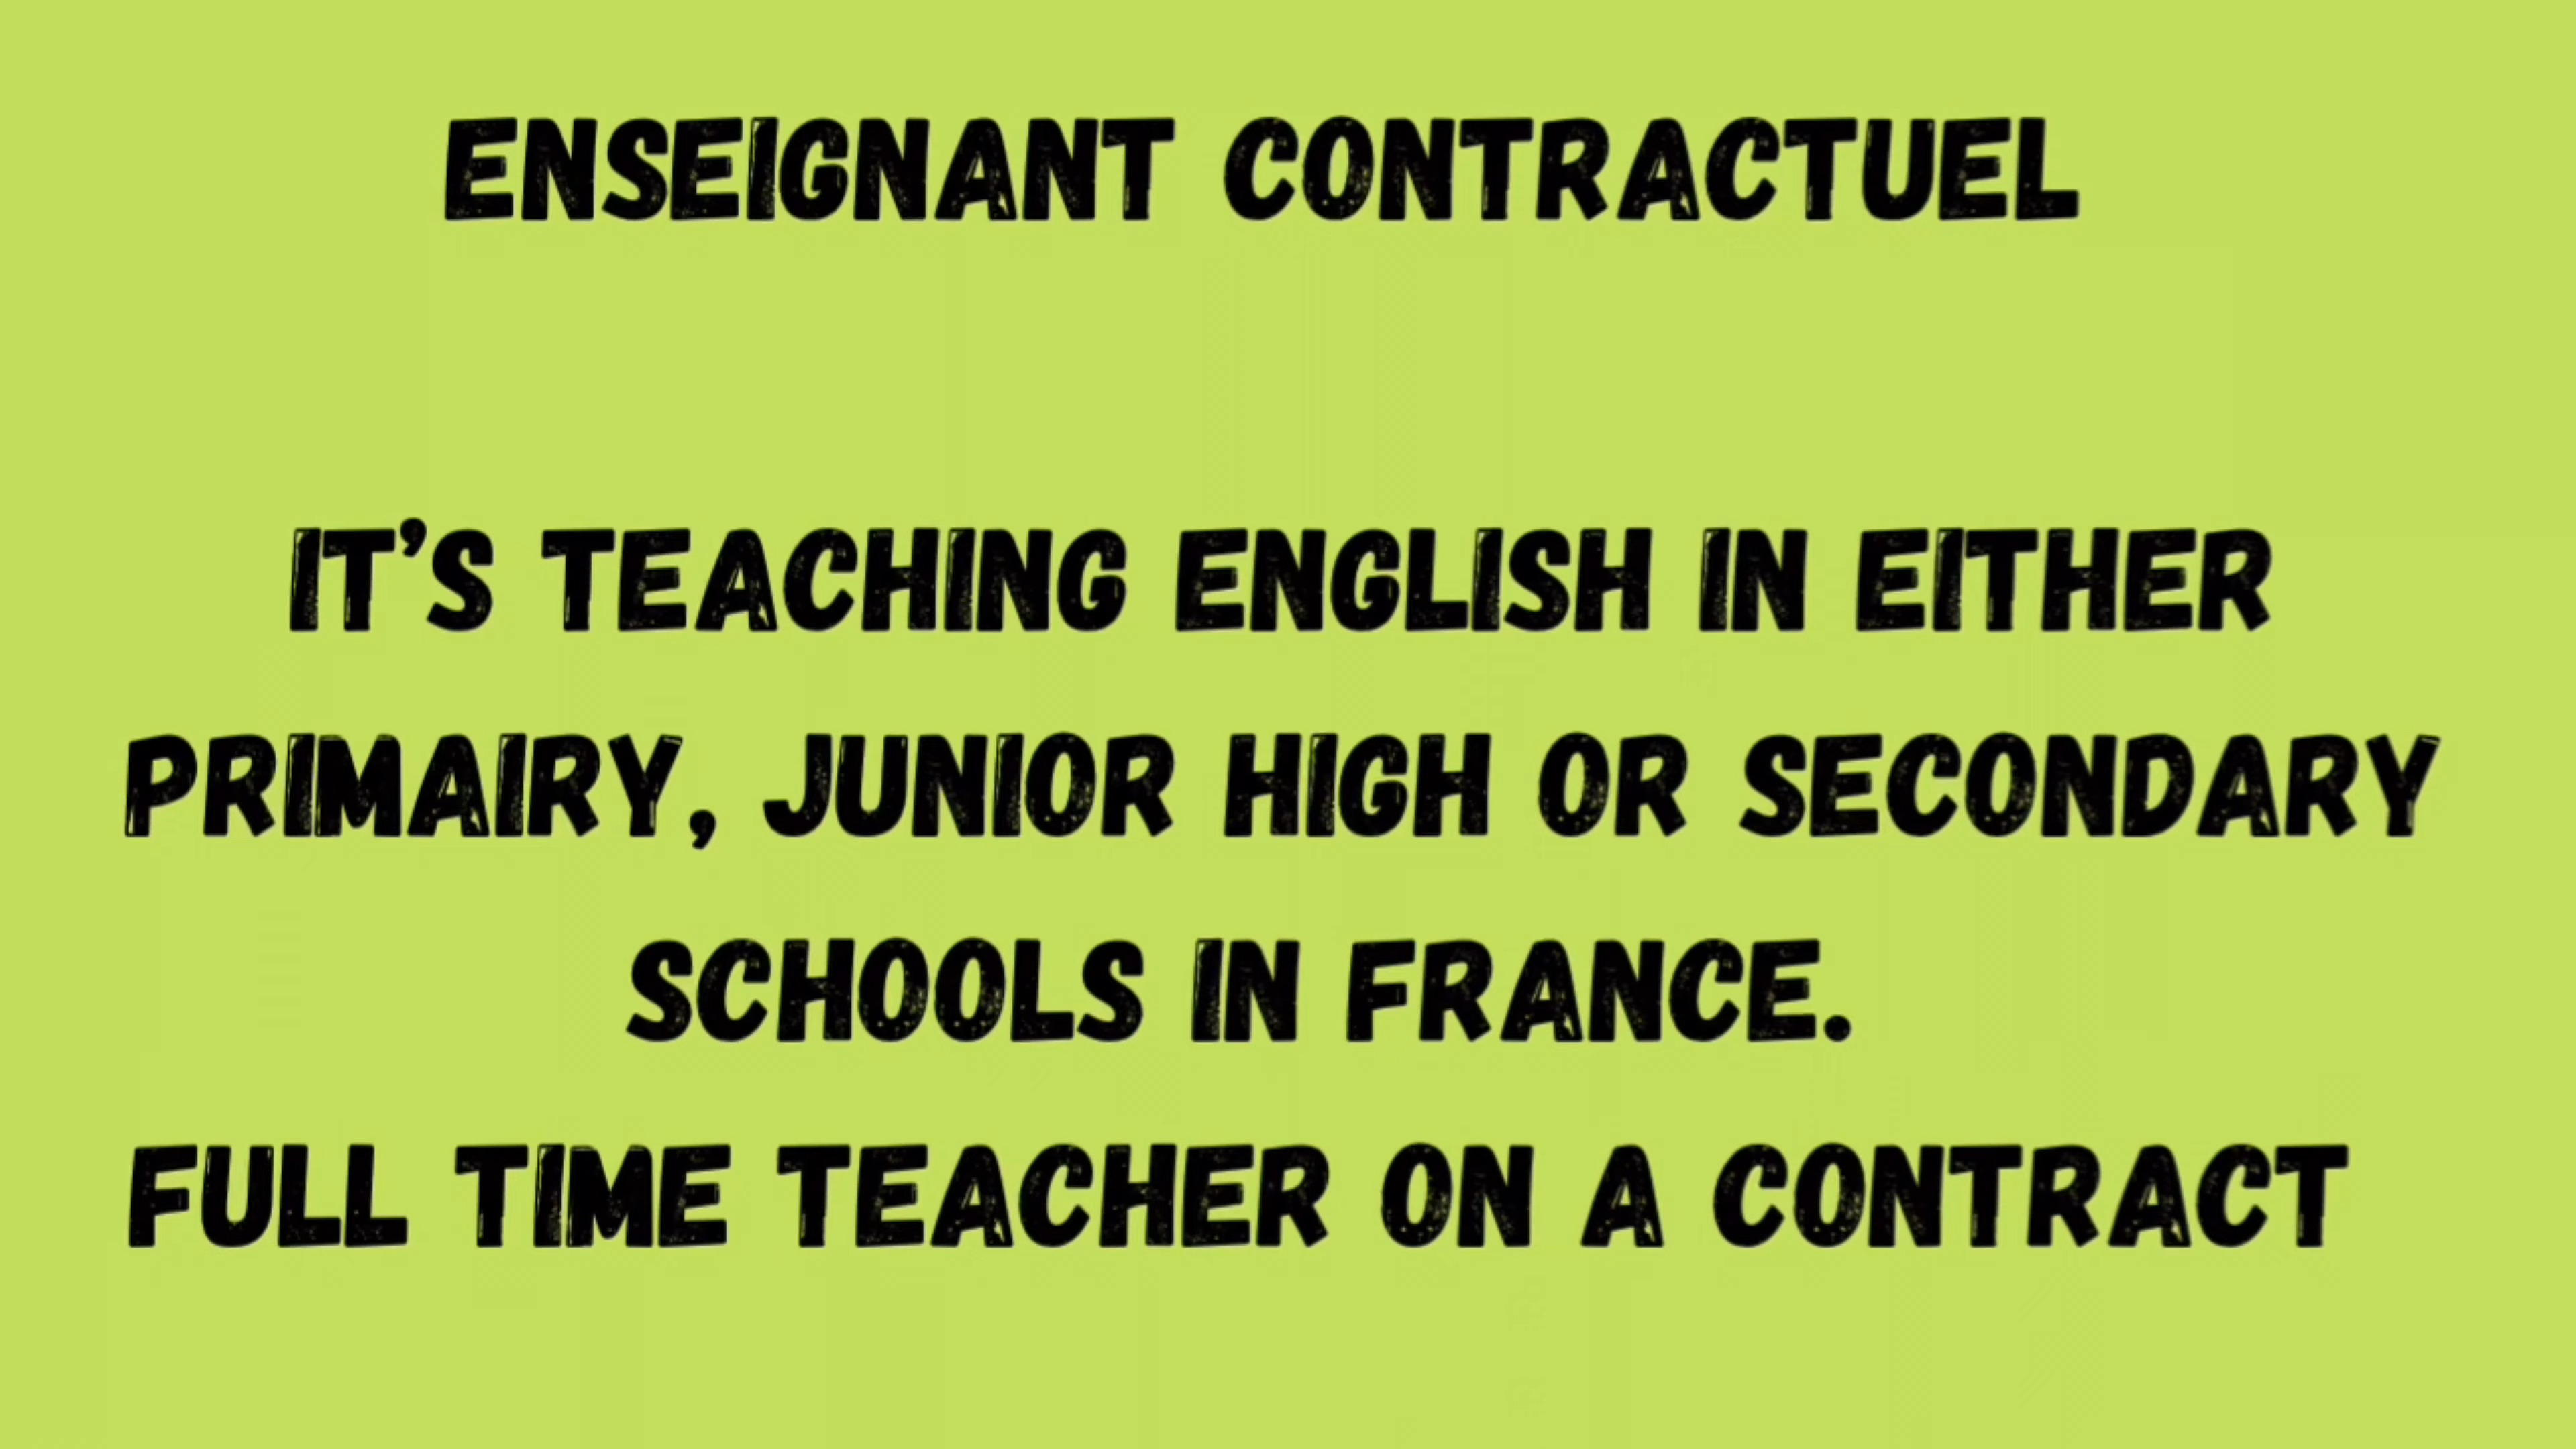 ENSEIGNANT CONTRACTUEL
IT'S TEACHING ENGLISH IN EITHER
PRIMAIRY, JUNIOR HIGH OR SECONDARY
SCHOOLS IN FRANCE.
FULL TIME TEACHER ON A CONTRACT